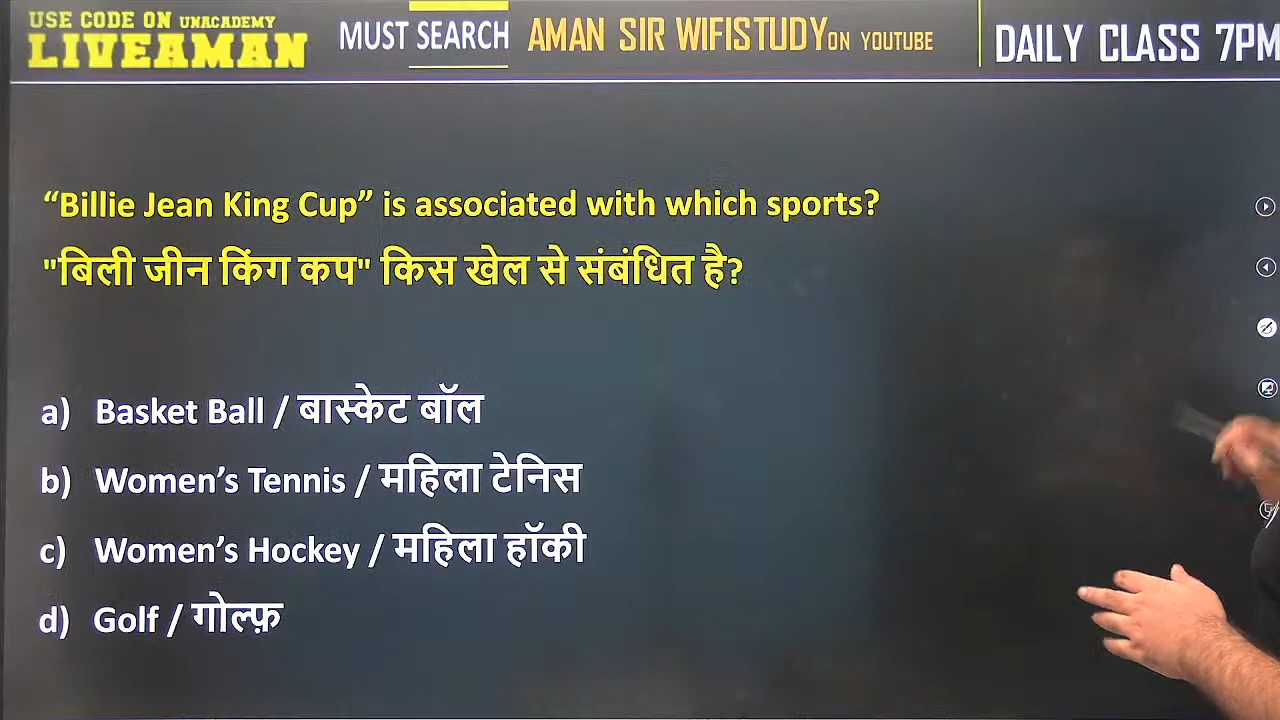 USE CODE ON UNACADEMY
LIVEAMAN
MUST SEARCH AMAN SIR WIFISTUDY ON YOUTUBE
DAILY CLASS 7PM
“Billie Jean King Cup” is associated with which sports?
"बिली जीन किंग कप" किस खेल से संबंधित है?
a) Basket Ball / बास्केट बॉल
b) Women’s Tennis / महिला टेनिस
c) Women’s Hockey / महिला हॉकी
d) Golf / गोल्फ़